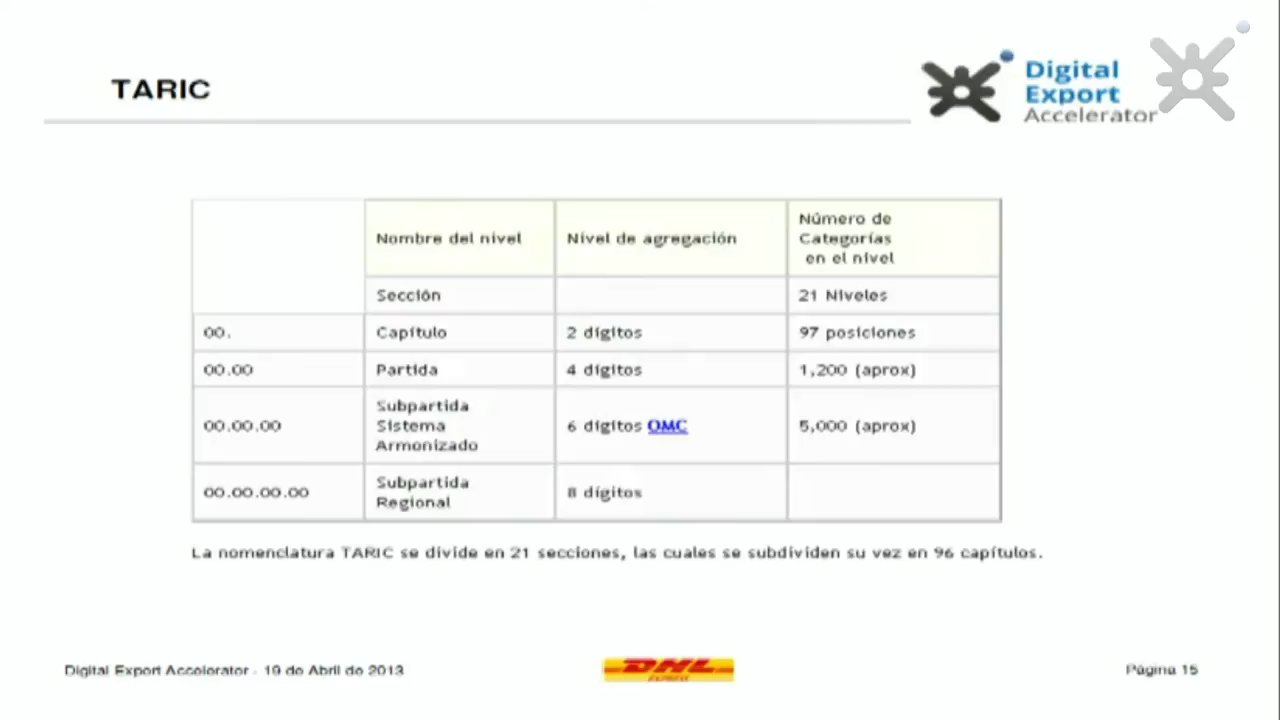 TARIC
Digital
Export
Accelerator
Nombre del nivel
Nivel de agregación
Número de
Categorías
en el nivel
Sección
21 Niveles
00.
Capítulo
2 dígitos
97 posiciones
00.00
Partida
4 dígitos
1,200 (aprox)
00.00.00
Subpartida
Sistema
Armonizado
6 dígitos OMC
5,000 (aprox)
00.00.00.00
Subpartida
Regional
8 dígitos
La nomenclatura TARIC se divide en 21 secciones, las cuales se subdividen su vez en 96 capítulos.
Digital Export Accelerator - 19 de Abril de 2013
DHL
EXPRESS
Página 15